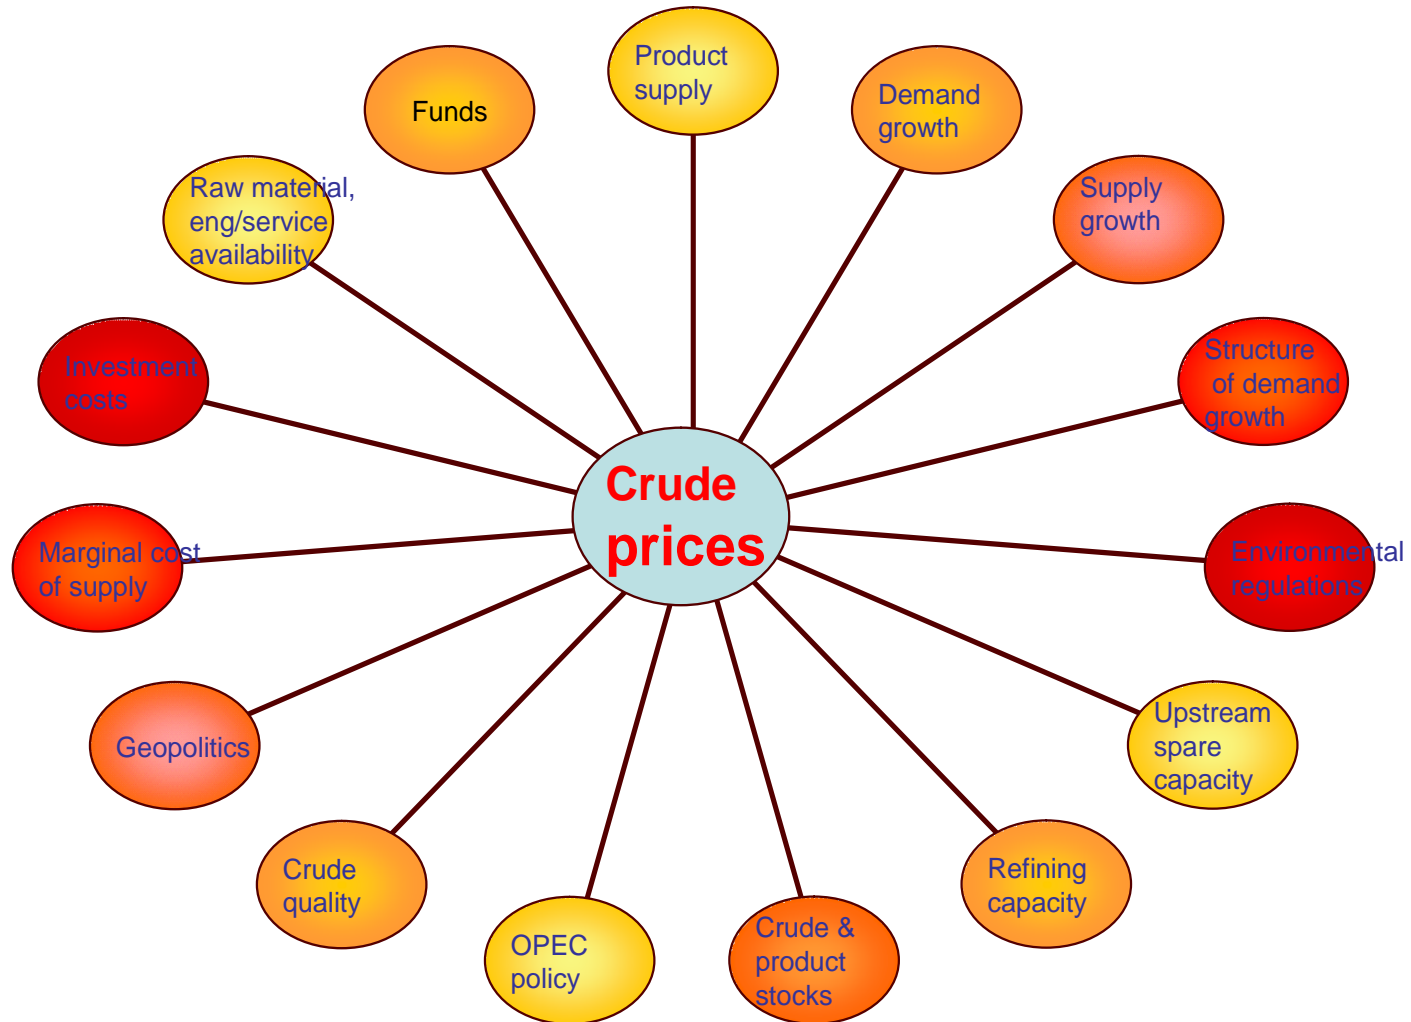 Product
supply
Demand
growth
Supply
growth
Structure
of demand
growth
Environmental
regulations
Upstream
spare
capacity
Refining
capacity
Crude &
product
stocks
OPEC
policy
Crude
quality
Geopolitics
Marginal cost
of supply
Investment
costs
Raw material,
eng/service
availability
Funds
Crude
prices